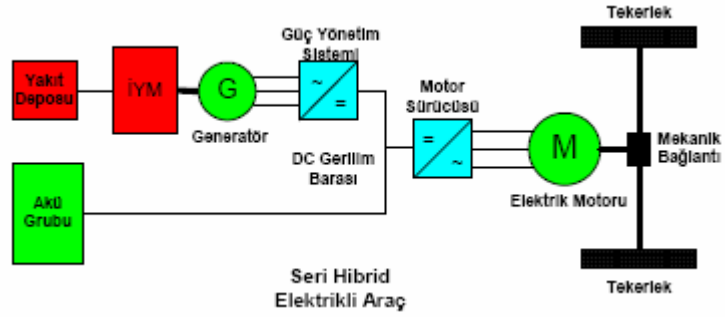 Tekerlek
Güç Yönetim
Sistemi
Yakıt
Deposu
İYM
G
~
=
Generatör
Motor
Sürücüsü
=
~
M
Mekanik
Bağlantı
DC Gerilim
Barası
Akü
Grubu
Elektrik Motoru
Seri Hibrid
Elektrikli Araç
Tekerlek